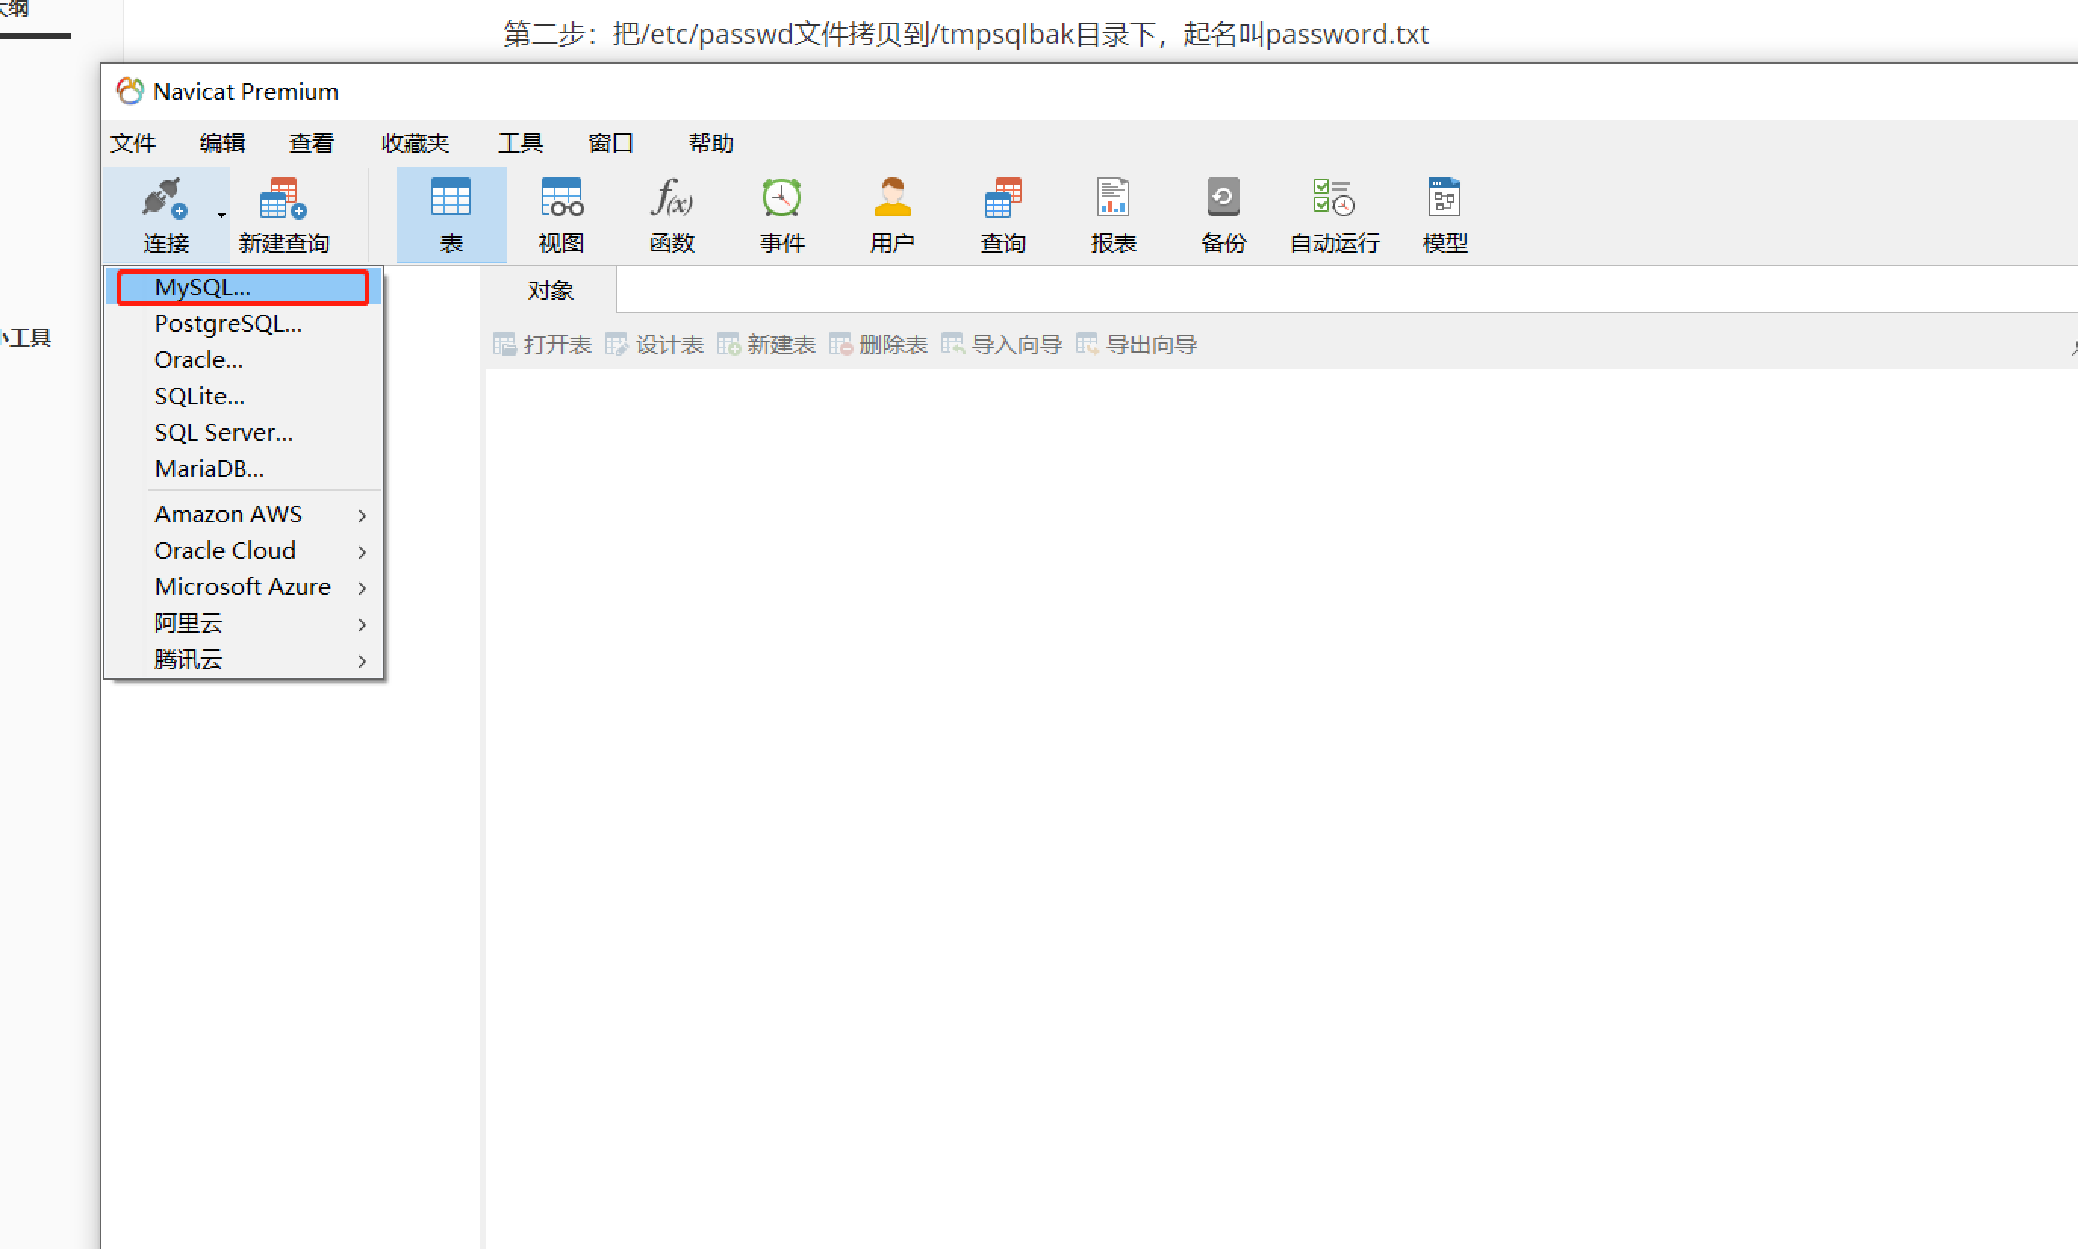 大纲
第二步：把/etc/passwd文件拷贝到/tmpsqlbak目录下，起名叫password.txt
Navicat Premium
文件 编辑 查看 收藏夹 工具 窗口 帮助
连接 新建查询 表 视图 函数 事件 用户 查询 报表 备份 自动运行 模型
MySQL...
PostgreSQL...
Oracle...
SQLite...
SQL Server...
MariaDB...
Amazon AWS
Oracle Cloud
Microsoft Azure
阿里云
腾讯云
对象
打开表 设计表 新建表 删除表 导入向导 导出向导
小工具